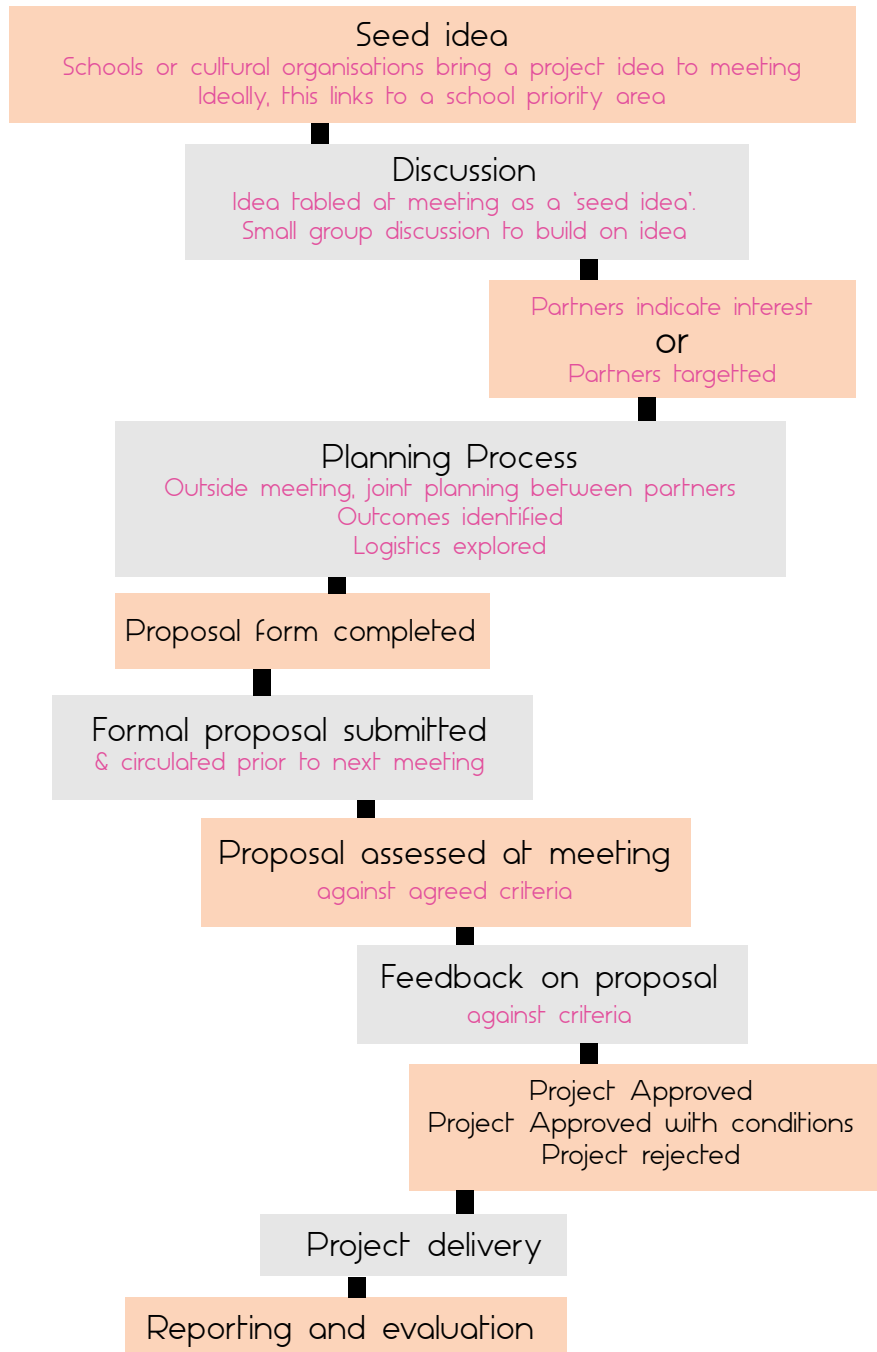 Seed idea
Schools or cultural organisations bring a project idea to meeting
Ideally, this links to a school priority area
Discussion
Idea tabled at meeting as a 'seed idea'.
Small group discussion to build on idea
Partners indicate interest
or
Partners targetted
Planning Process
Outside meeting, joint planning between partners
Outcomes identified
Logistics explored
Proposal form completed
Formal proposal submitted
& circulated prior to next meeting
Proposal assessed at meeting
against agreed criteria
Feedback on proposal
against criteria
Project Approved
Project Approved with conditions
Project rejected
Project delivery
Reporting and evaluation